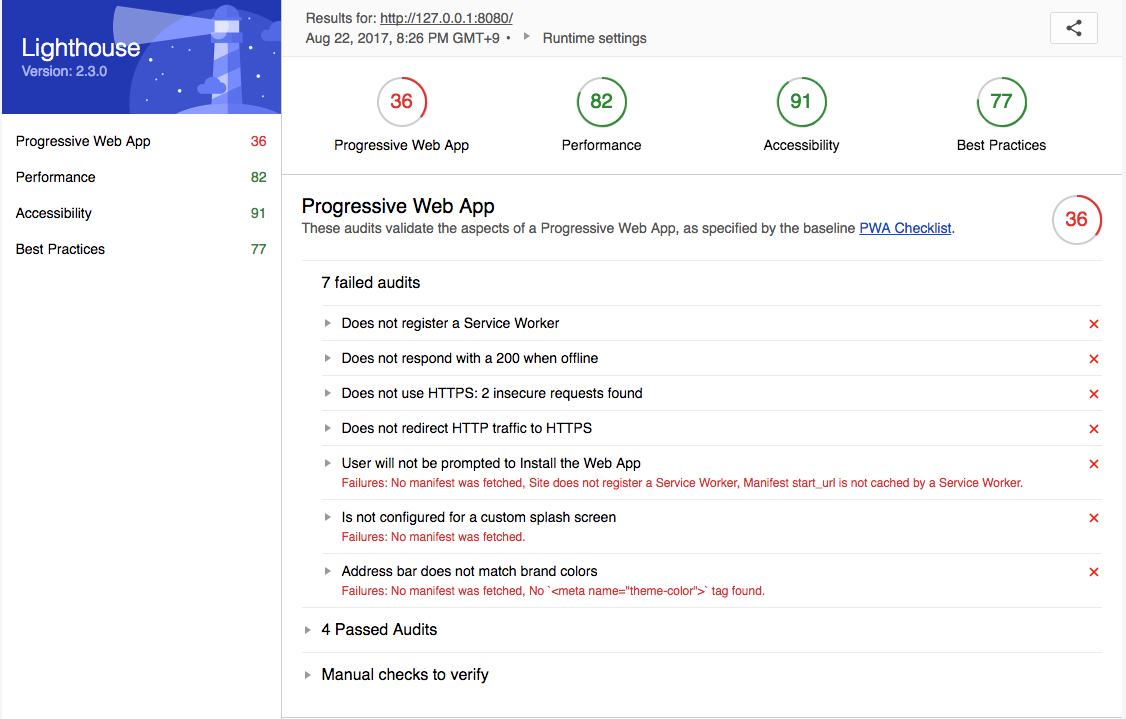 Lighthouse
Version: 2.3.0
Progressive Web App 36
Performance 82
Accessibility 91
Best Practices 77
Results for: http://127.0.0.1:8080/
Aug 22, 2017, 8:26 PM GMT+9 • Runtime settings
36 82 91 77
Progressive Web App Performance Accessibility Best Practices
Progressive Web App
These audits validate the aspects of a Progressive Web App, as specified by the baseline PWA Checklist.
36
7 failed audits
Does not register a Service Worker
Does not respond with a 200 when offline
Does not use HTTPS: 2 insecure requests found
Does not redirect HTTP traffic to HTTPS
User will not be prompted to Install the Web App
Failures: No manifest was fetched, Site does not register a Service Worker, Manifest start_url is not cached by a Service Worker.
Is not configured for a custom splash screen
Failures: No manifest was fetched.
Address bar does not match brand colors
Failures: No manifest was fetched, No `<meta name="theme-color">` tag found.
4 Passed Audits
Manual checks to verify